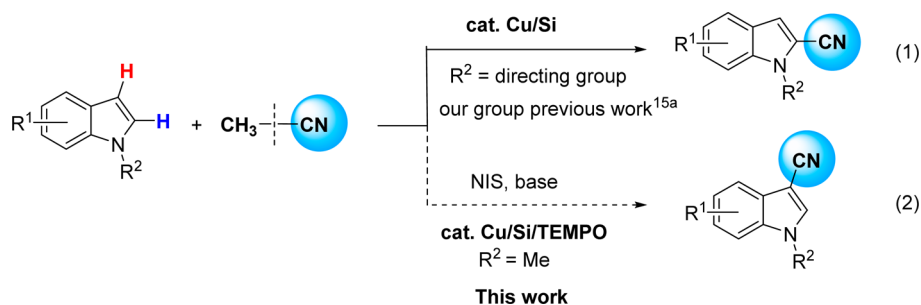 cat. Cu/Si
R¹
CN
N
R²
(1)
R² = directing group
our group previous work¹⁵ᵃ
H
R¹
H
N
R²
+
CH₃
CN
NIS, base
cat. Cu/Si/TEMPO
R² = Me
This work
CN
R¹
N
R²
(2)